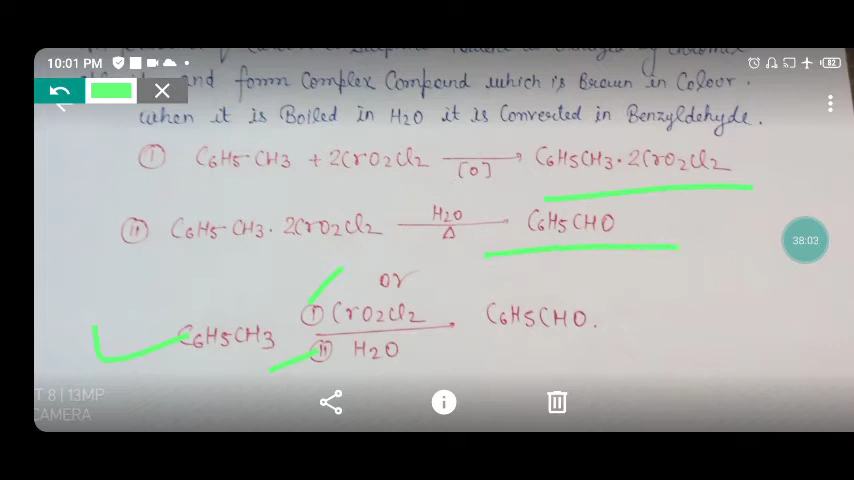 10:01 PM 82
and form Complex Compound which is Brown in Colour.
when it is Boiled in H2O it is Converted in Benzyldehyde.
(I) C6H5-CH3 + 2CrO2Cl2 [O] → C6H5CH3 · 2CrO2Cl2
(II) C6H5-CH3 · 2CrO2Cl2 H2O Δ → C6H5CHO
38:03
or
C6H5CH3 (I) CrO2Cl2 (II) H2O → C6H5CHO.
T 8 | 13MP
CAMERA